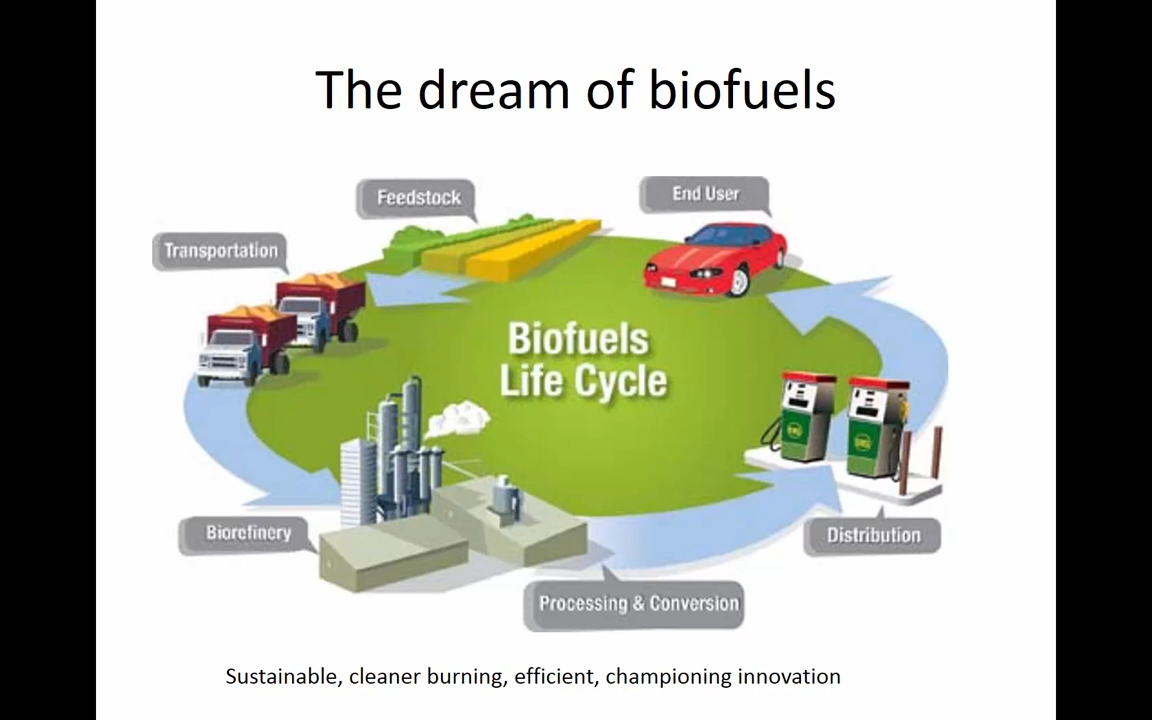 The dream of biofuels
Feedstock
End User
Transportation
Biofuels
Life Cycle
Biorefinery
Distribution
Processing & Conversion
Sustainable, cleaner burning, efficient, championing innovation